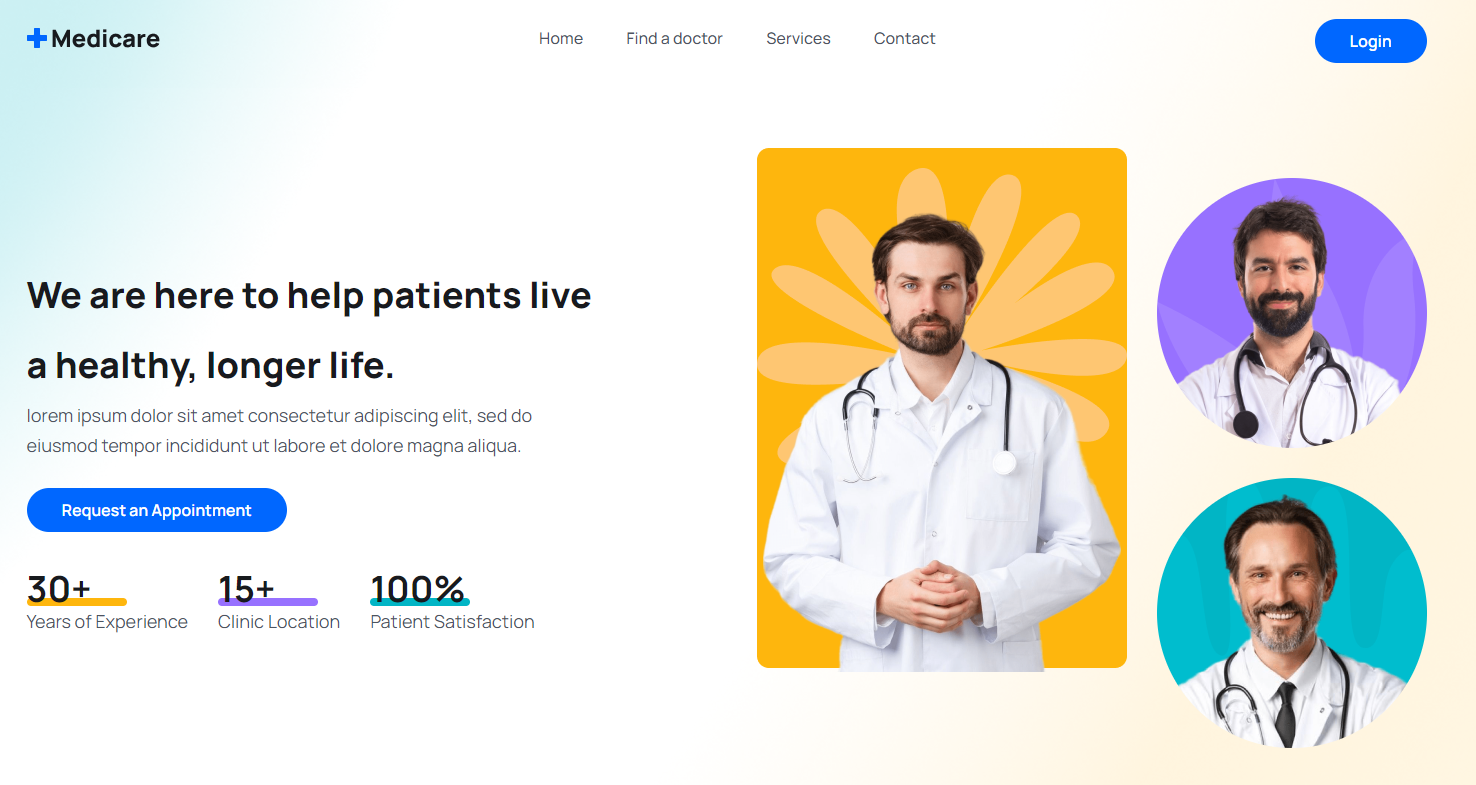 Medicare
Home
Find a doctor
Services
Contact
Login
We are here to help patients live
a healthy, longer life.
lorem ipsum dolor sit amet consectetur adipiscing elit, sed do
eiusmod tempor incididunt ut labore et dolore magna aliqua.
Request an Appointment
30+
Years of Experience
15+
Clinic Location
100%
Patient Satisfaction